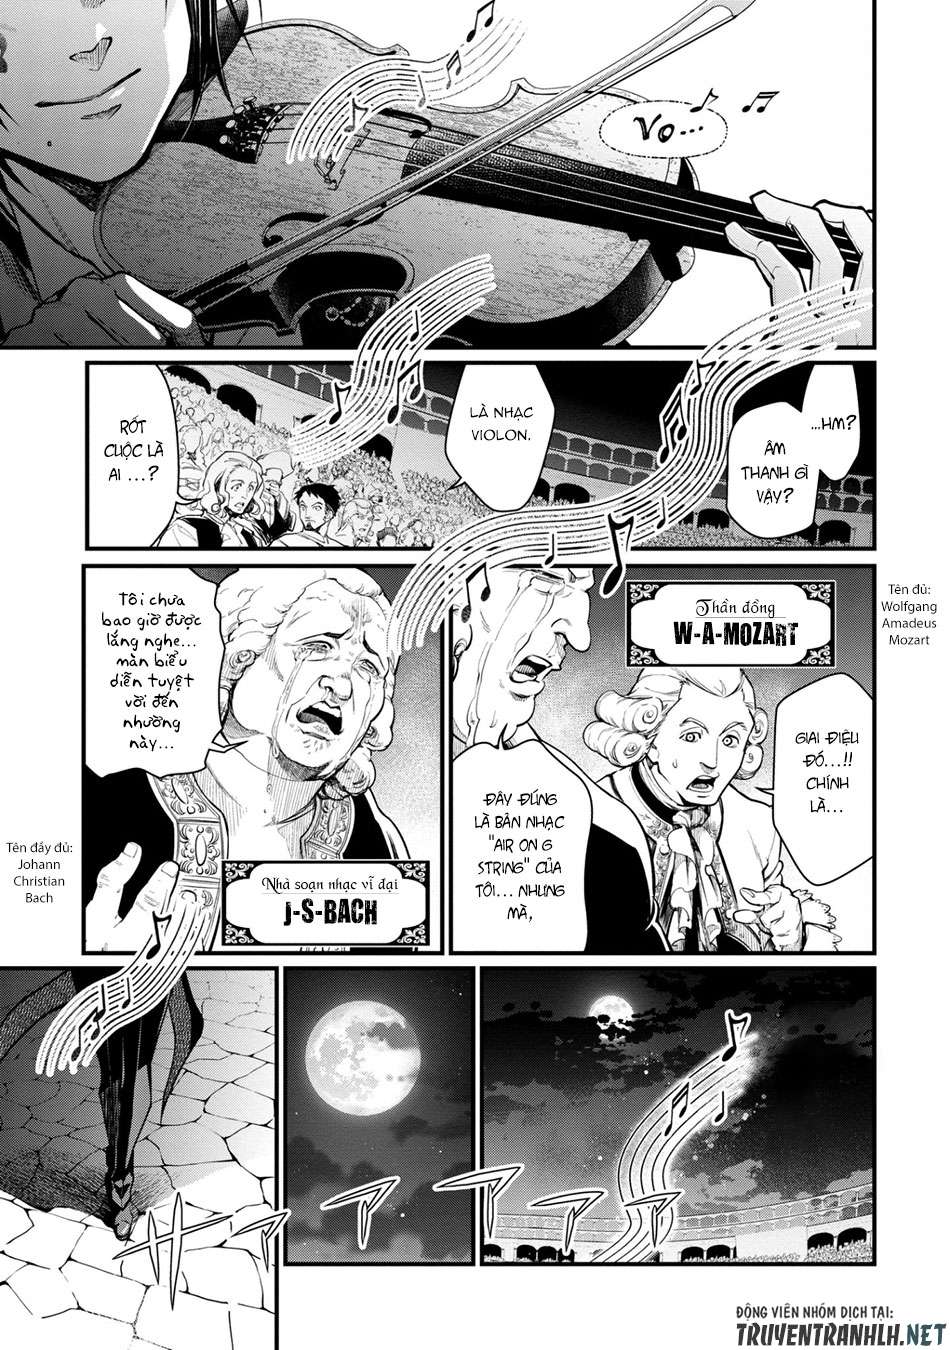 Vo...
...HM?
ÂM
THANH GÌ
VẬY?
LÀ NHẠC
VIOLON.
RỐT
CUỘC LÀ
AI ...?
Tên đủ:
Wolfgang
Amadeus
Mozart
Thần đồng
W-A-MOZART
GIAI ĐIỆU
ĐÓ...!!
CHÍNH
LÀ...
ĐÂY ĐÚNG
LÀ BẢN NHẠC
"AIR ON G
STRING" CỦA
TÔI... NHƯNG
MÀ,
Tôi chưa
bao giờ được
lắng nghe...
màn biểu
diễn tuyệt
vời đến
nhường
này...
Tên đầy đủ:
Johann
Christian
Bach
Nhà soạn nhạc vĩ đại
J-S-BACH
ァ ァ ァ ァ サ キ
ĐỘNG VIÊN NHÓM DỊCH TẠI:
TRUYENTRANHLH.NET